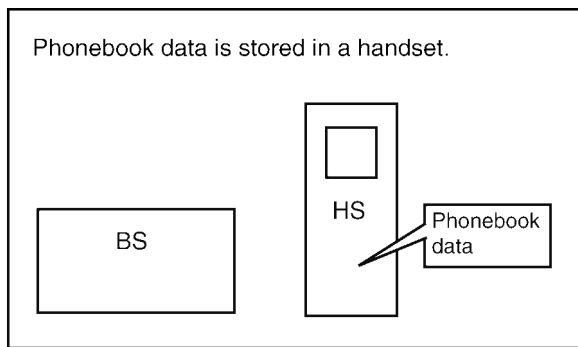 Phonebook data is stored in a handset.
HS
BS
Phonebook
data